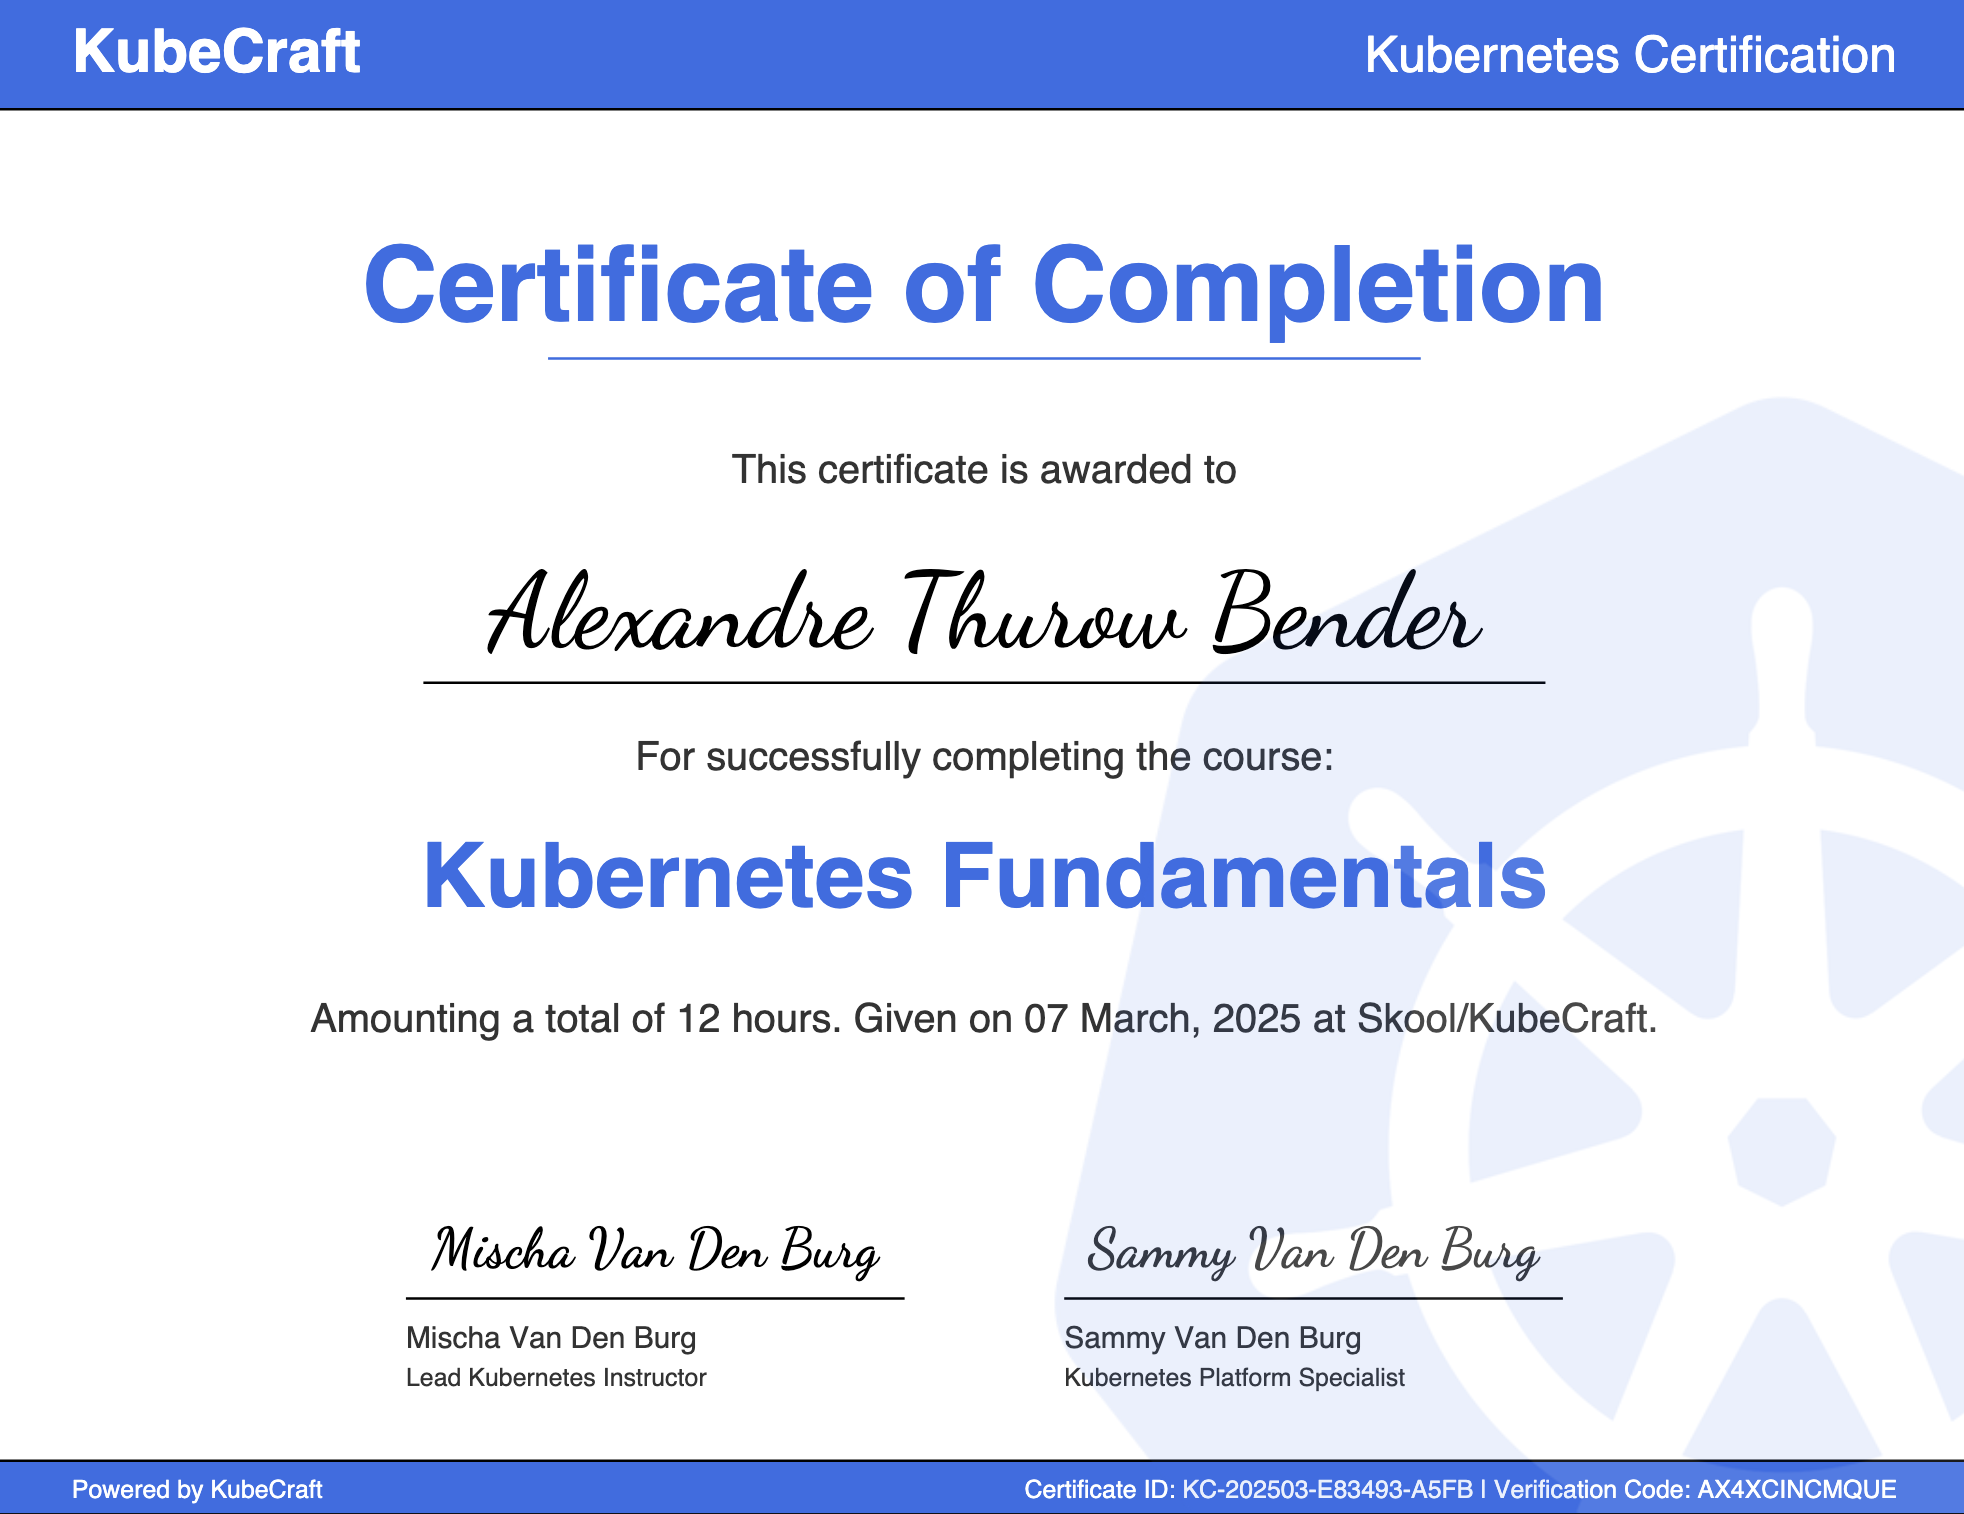 KubeCraft
Kubernetes Certification
Certificate of Completion
This certificate is awarded to
Alexandre Thurow Bender
For successfully completing the course:
Kubernetes Fundamentals
Amounting a total of 12 hours. Given on 07 March, 2025 at Skool/KubeCraft.
Mischa Van Den Burg
Mischa Van Den Burg
Lead Kubernetes Instructor
Sammy Van Den Burg
Sammy Van Den Burg
Kubernetes Platform Specialist
Powered by KubeCraft
Certificate ID: KC-202503-E83493-A5FB | Verification Code: AX4XCINCMQUE